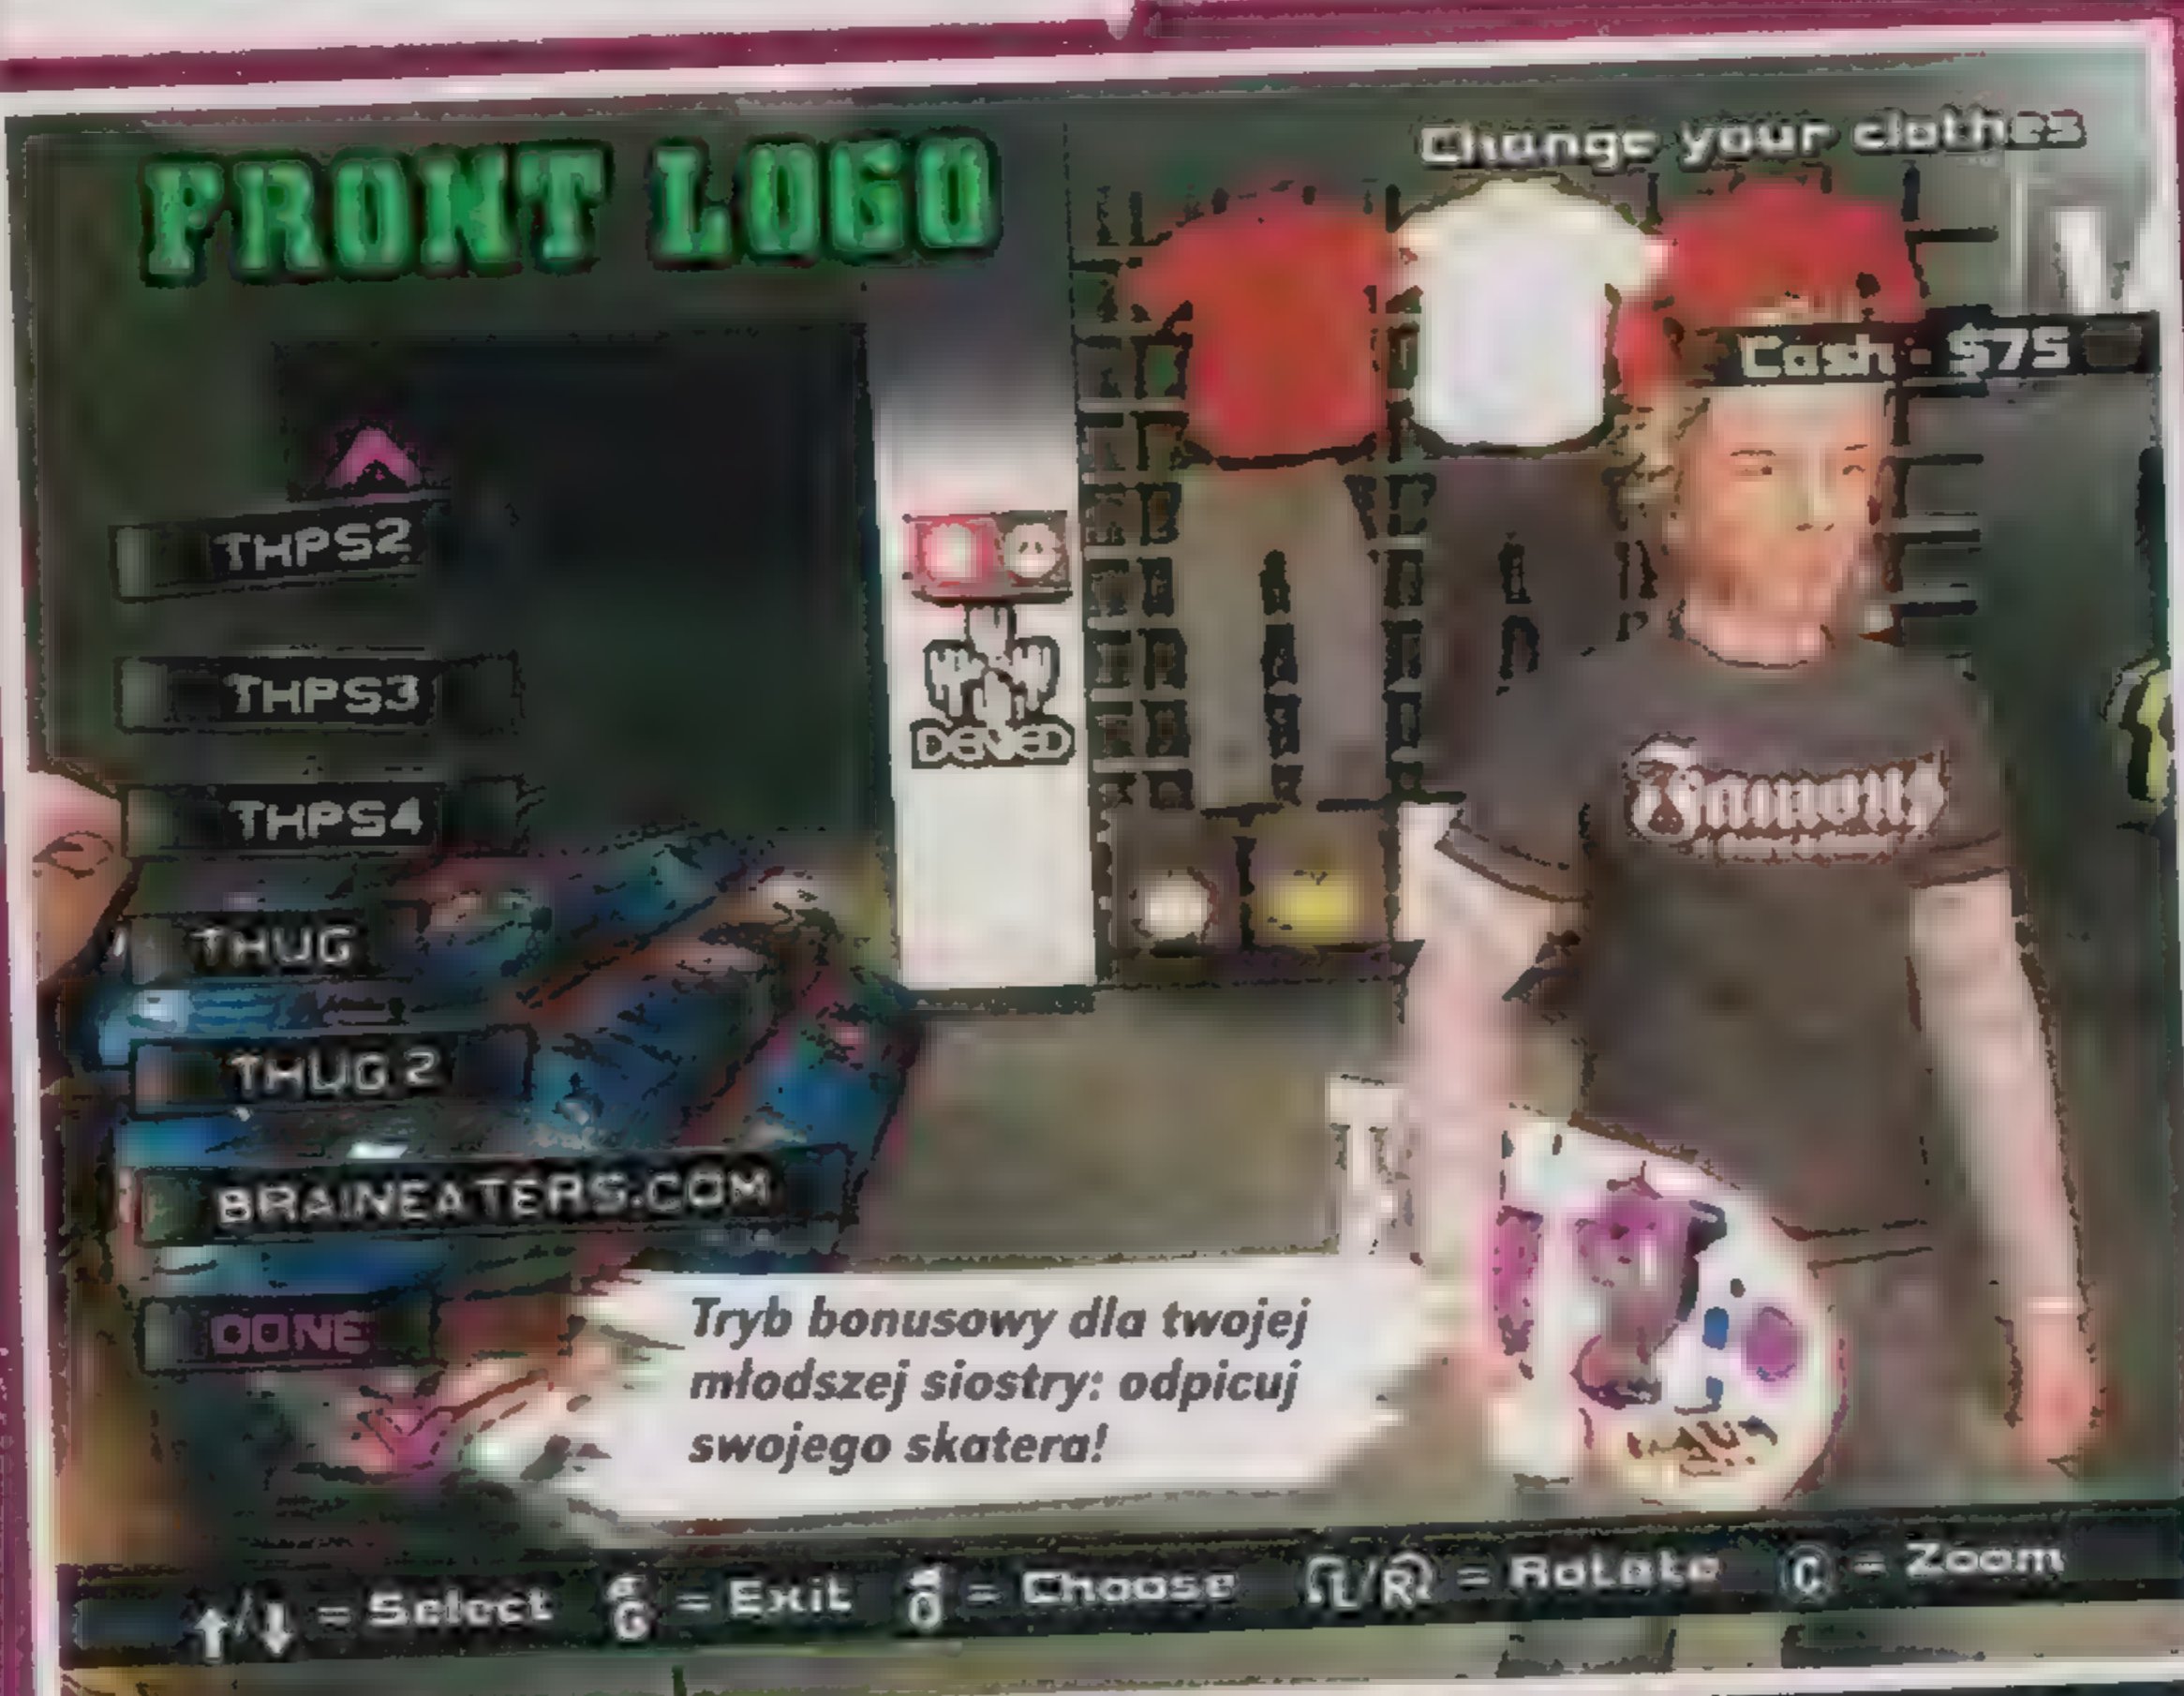 FRONT LOGO
Change your clothes
Cash - $75
THPS2
THPS3
THPS4
THUG
THUG 2
BRAINEATERS.COM
DONE
DENIED
Tryb bonusowy dla twojej
młodszej siostry: odpicuj
swojego skatera!
↑/↓ = Select G = Exit O = Choose L/R = Rotate C = Zoom